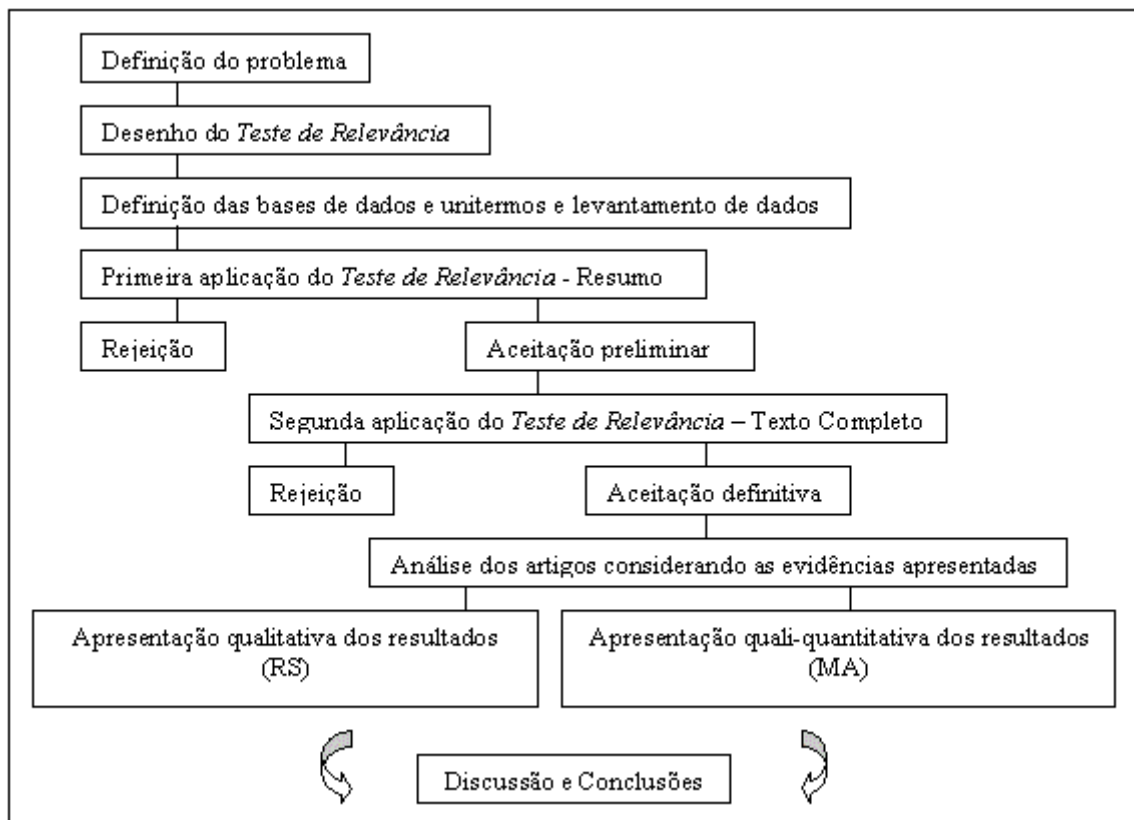 Definição do problema
Desenho do Teste de Relevância
Definição das bases de dados e unitermos e levantamento de dados
Primeira aplicação do Teste de Relevância - Resumo
Rejeição
Aceitação preliminar
Segunda aplicação do Teste de Relevância – Texto Completo
Rejeição
Aceitação definitiva
Análise dos artigos considerando as evidências apresentadas
Apresentação qualitativa dos resultados
(RS)
Apresentação quali-quantitativa dos resultados
(MA)
Discussão e Conclusões